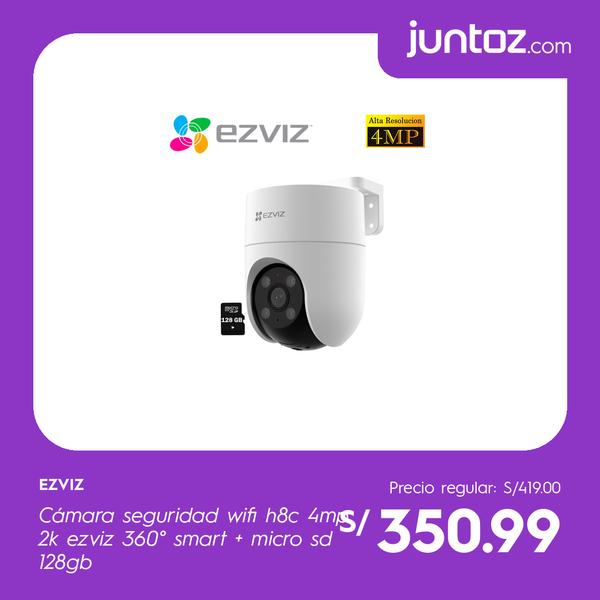 juntoz.com
ezviz
Alta Resolucion
4MP
EZVIZ
micro
128 GB
EZVIZ
Precio regular: S/419.00
Cámara seguridad wifi h8c 4mp
S/ 350.99
2k ezviz 360° smart + micro sd
128gb